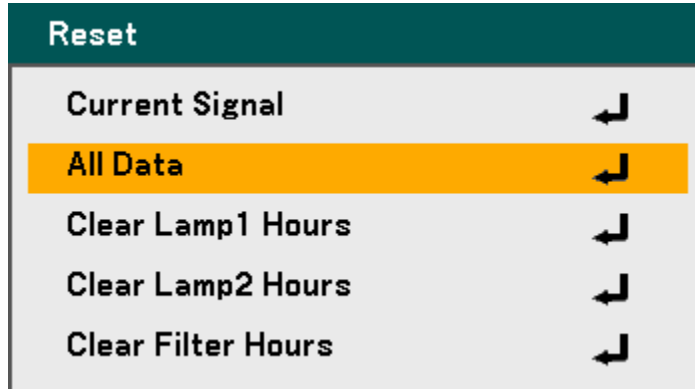 Reset
Current Signal
All Data
Clear Lamp1 Hours
Clear Lamp2 Hours
Clear Filter Hours